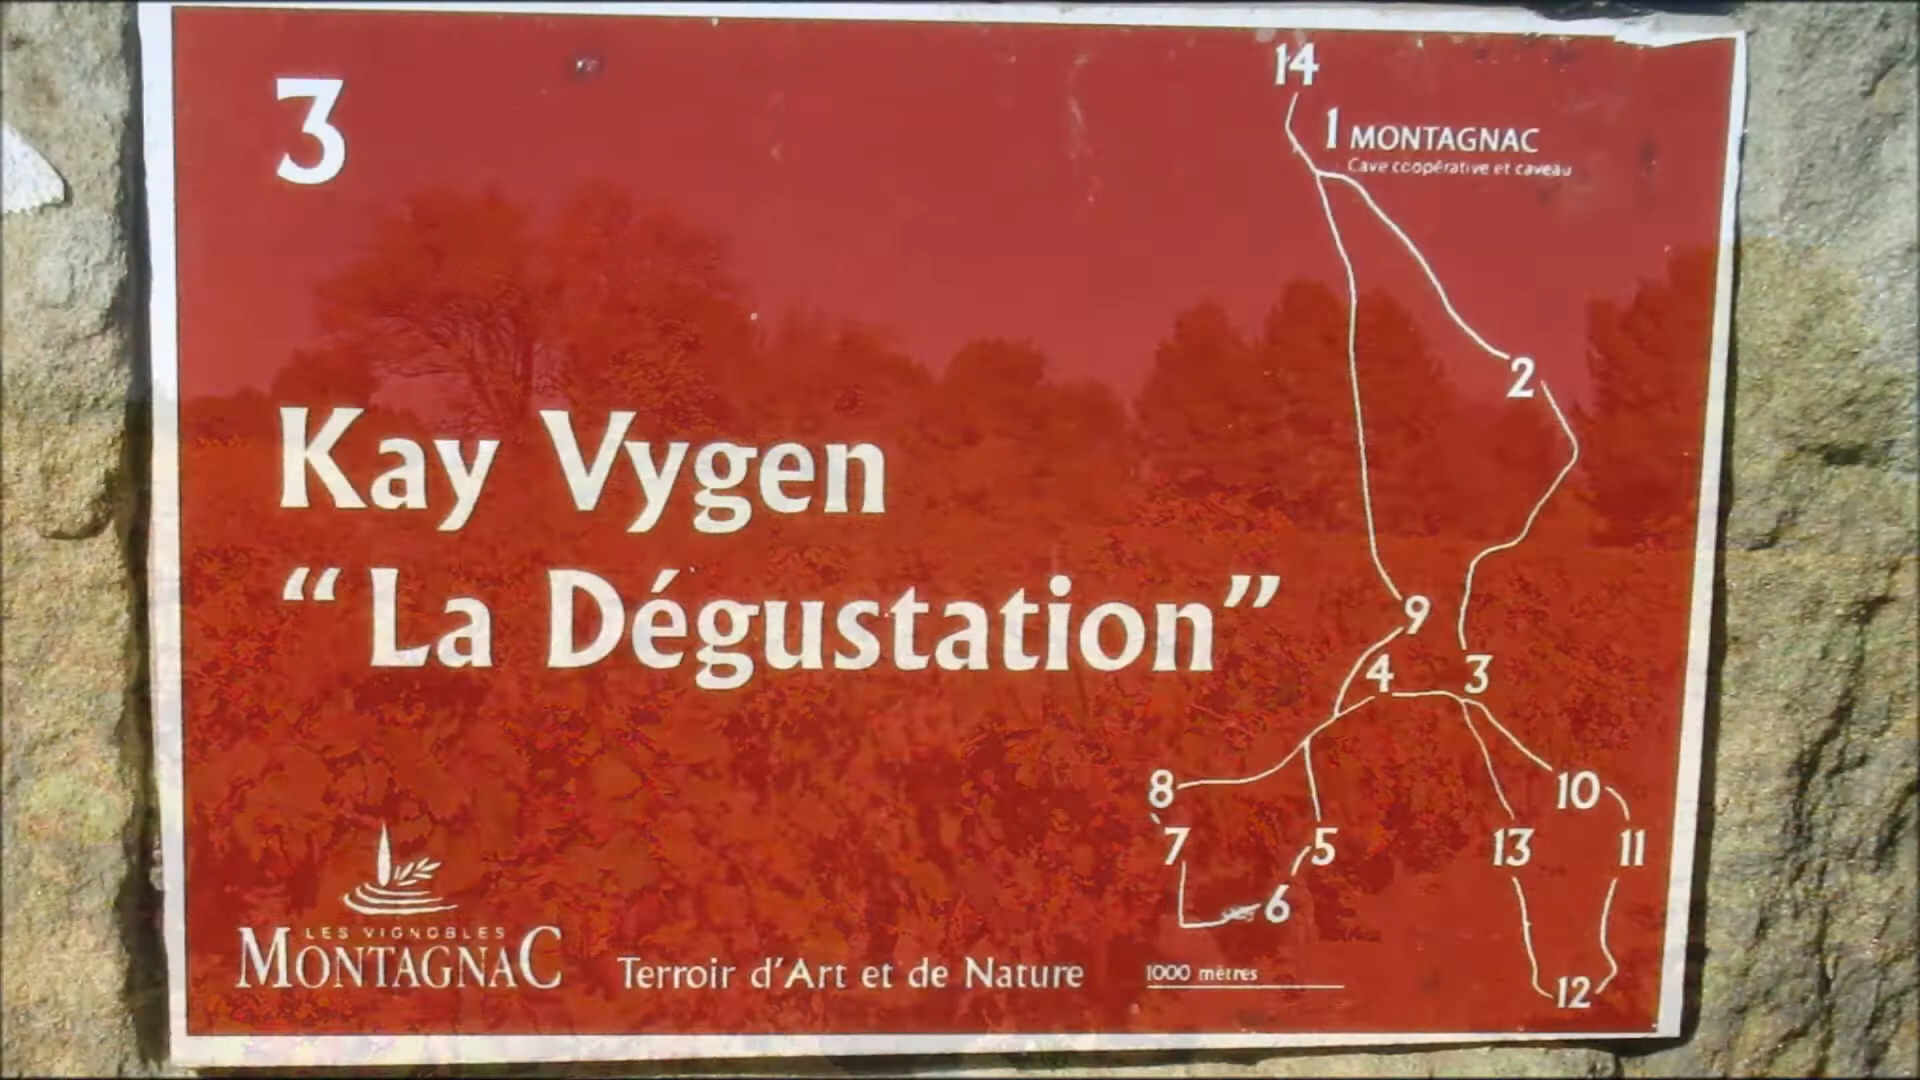 3
14
1 MONTAGNAC
Cave coopérative et caveau
2
Kay Vygen
“La Dégustation”
9
4 3
8 10
7 5 13 11
6
12
LES VIGNOBLES
MONTAGNAC
Terroir d’Art et de Nature
1000 mètres